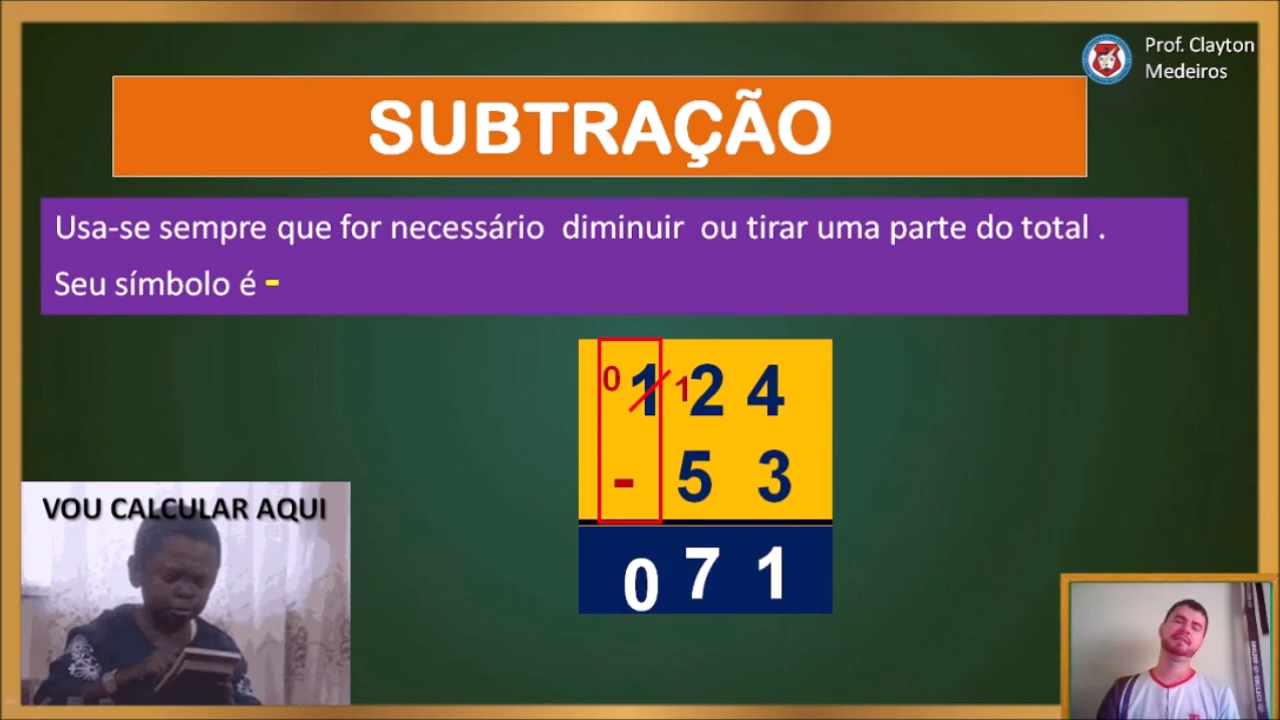 Prof. Clayton
Medeiros
SUBTRAÇÃO
Usa-se sempre que for necessário diminuir ou tirar uma parte do total .
Seu símbolo é -
0 1 1 2 4
- 5 3
0 7 1
VOU CALCULAR AQUI